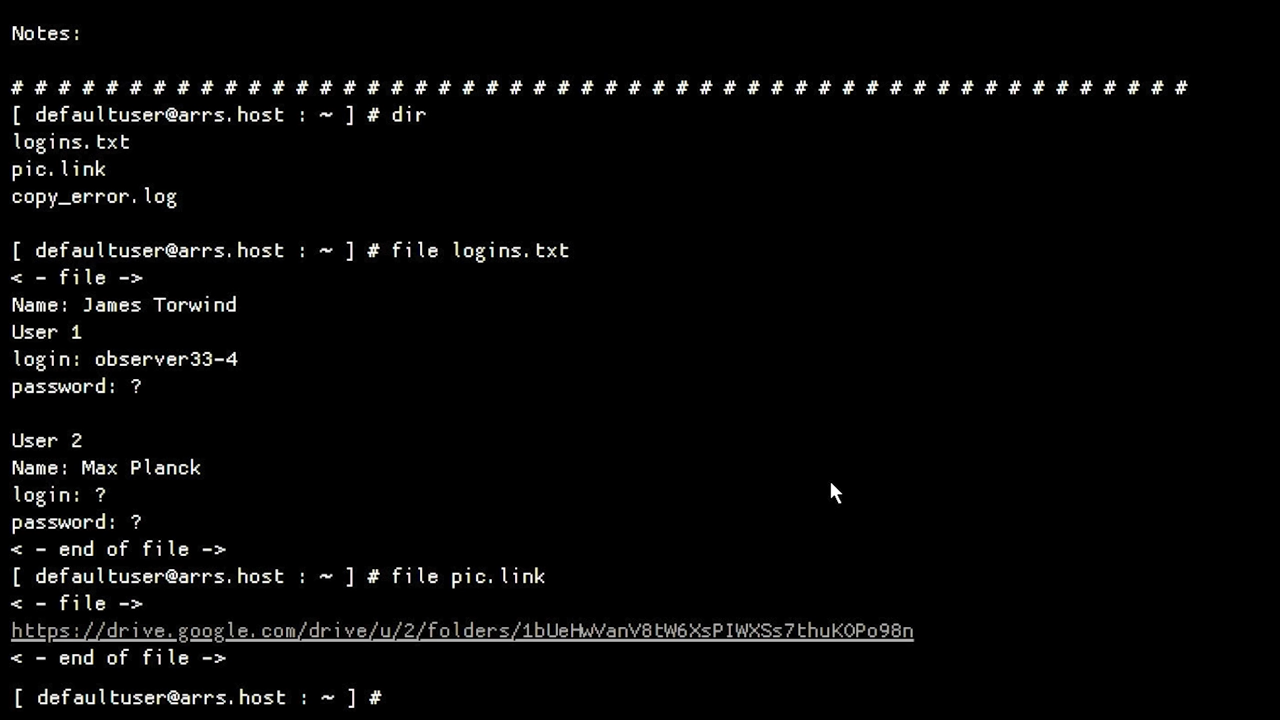 Notes:
# # # # # # # # # # # # # # # # # # # # # # # # # # # # # # # # # # # # # # # # # # # # # # # # # #
[ defaultuser@arrs.host : ~ ] # dir
logins.txt
pic.link
copy_error.log
[ defaultuser@arrs.host : ~ ] # file logins.txt
< - file ->
Name: James Torwind
User 1
login: observer33-4
password: ?
User 2
Name: Max Planck
login: ?
password: ?
< - end of file ->
[ defaultuser@arrs.host : ~ ] # file pic.link
< - file ->
https://drive.google.com/drive/u/2/folders/1bUeHwVanV8tW6XsPIWXSs7thuKOPo98n
< - end of file ->
[ defaultuser@arrs.host : ~ ] #